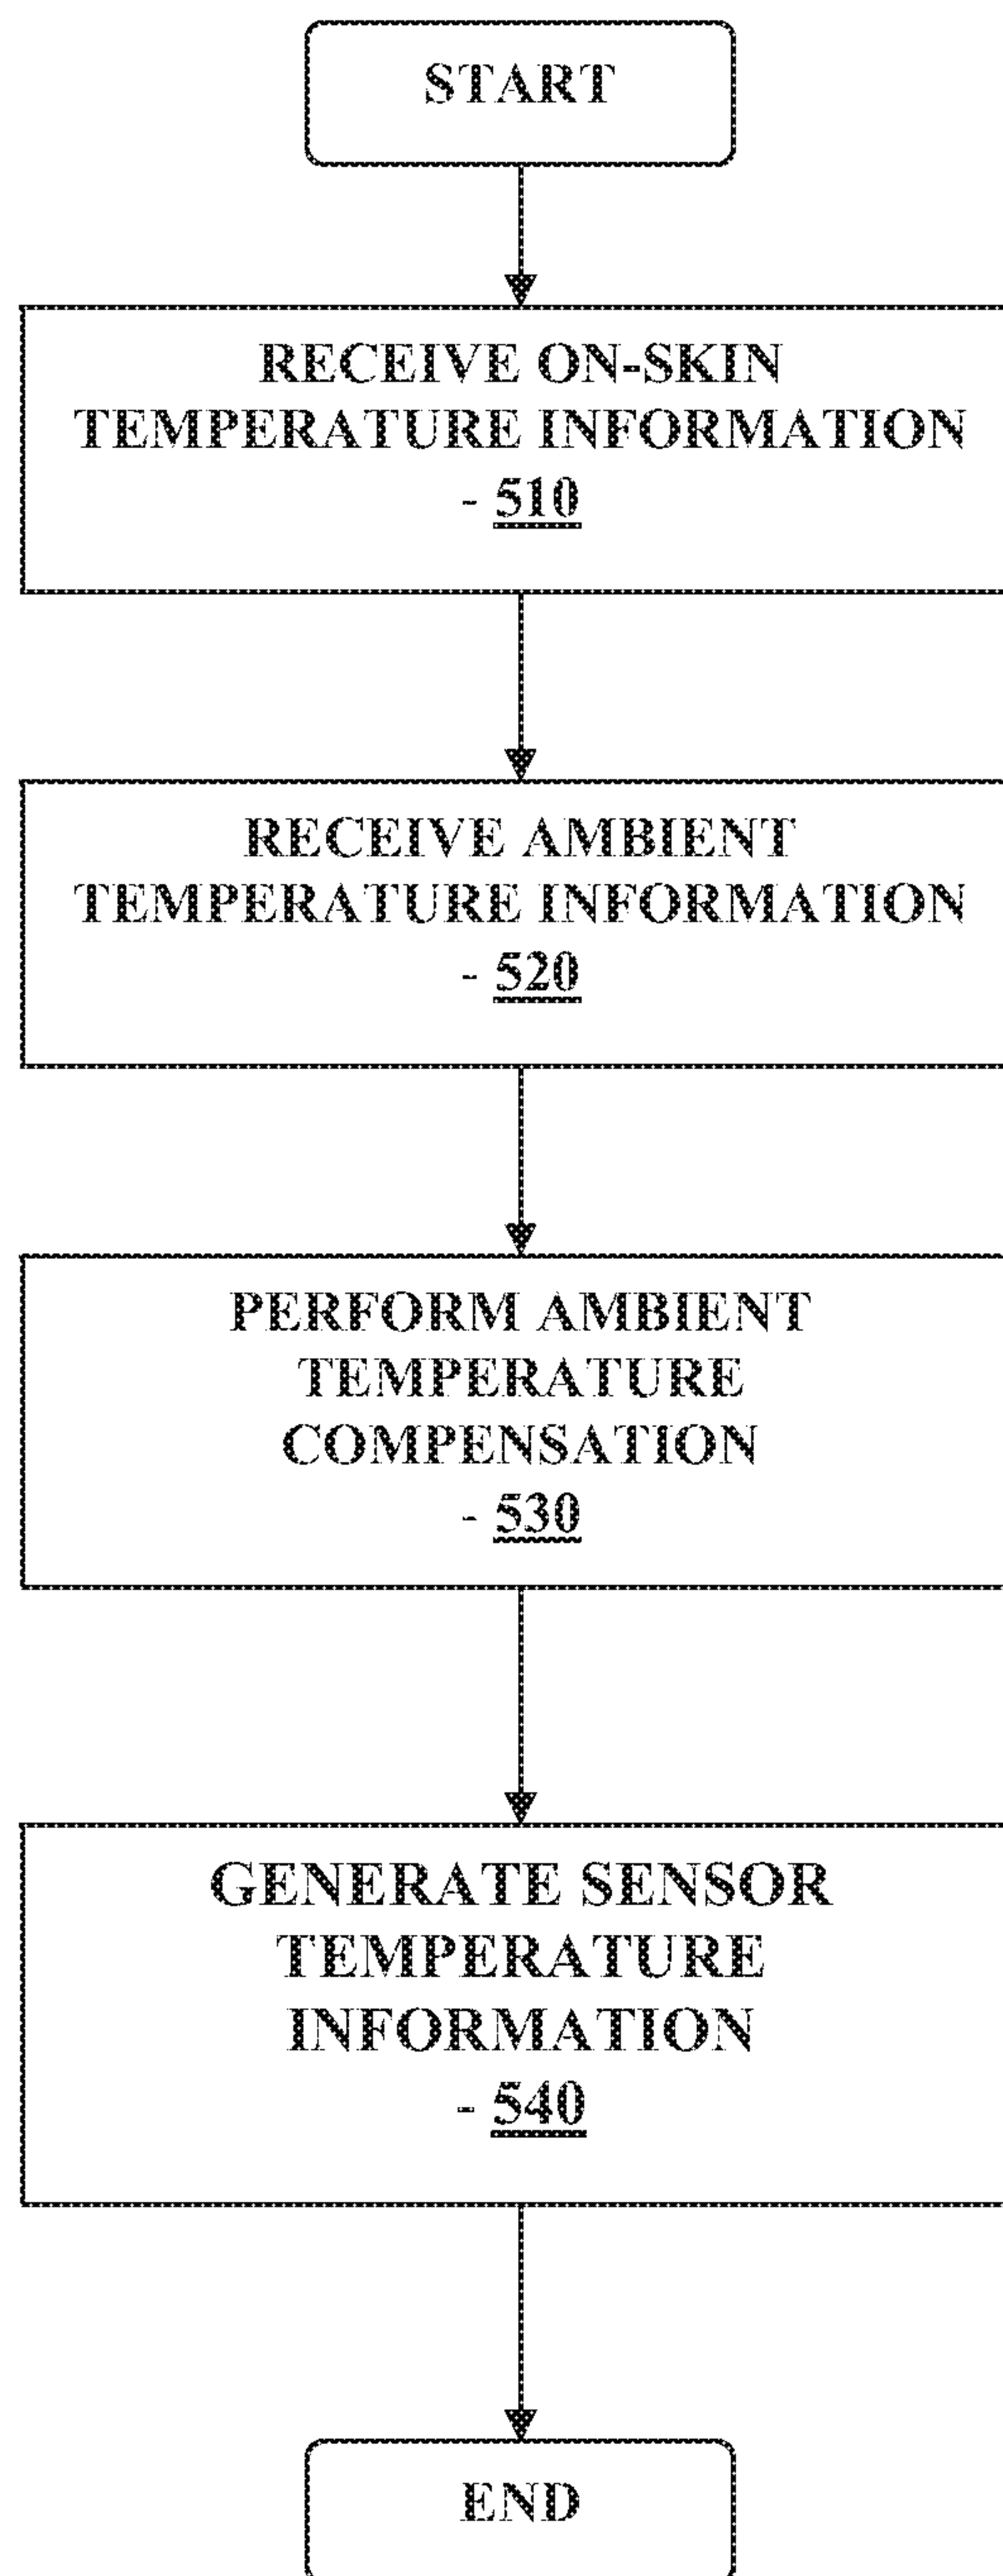 START
RECEIVE ON-SKIN
TEMPERATURE INFORMATION
- 510
RECEIVE AMBIENT
TEMPERATURE INFORMATION
- 520
PERFORM AMBIENT
TEMPERATURE
COMPENSATION
- 530
GENERATE SENSOR
TEMPERATURE
INFORMATION
- 540
END